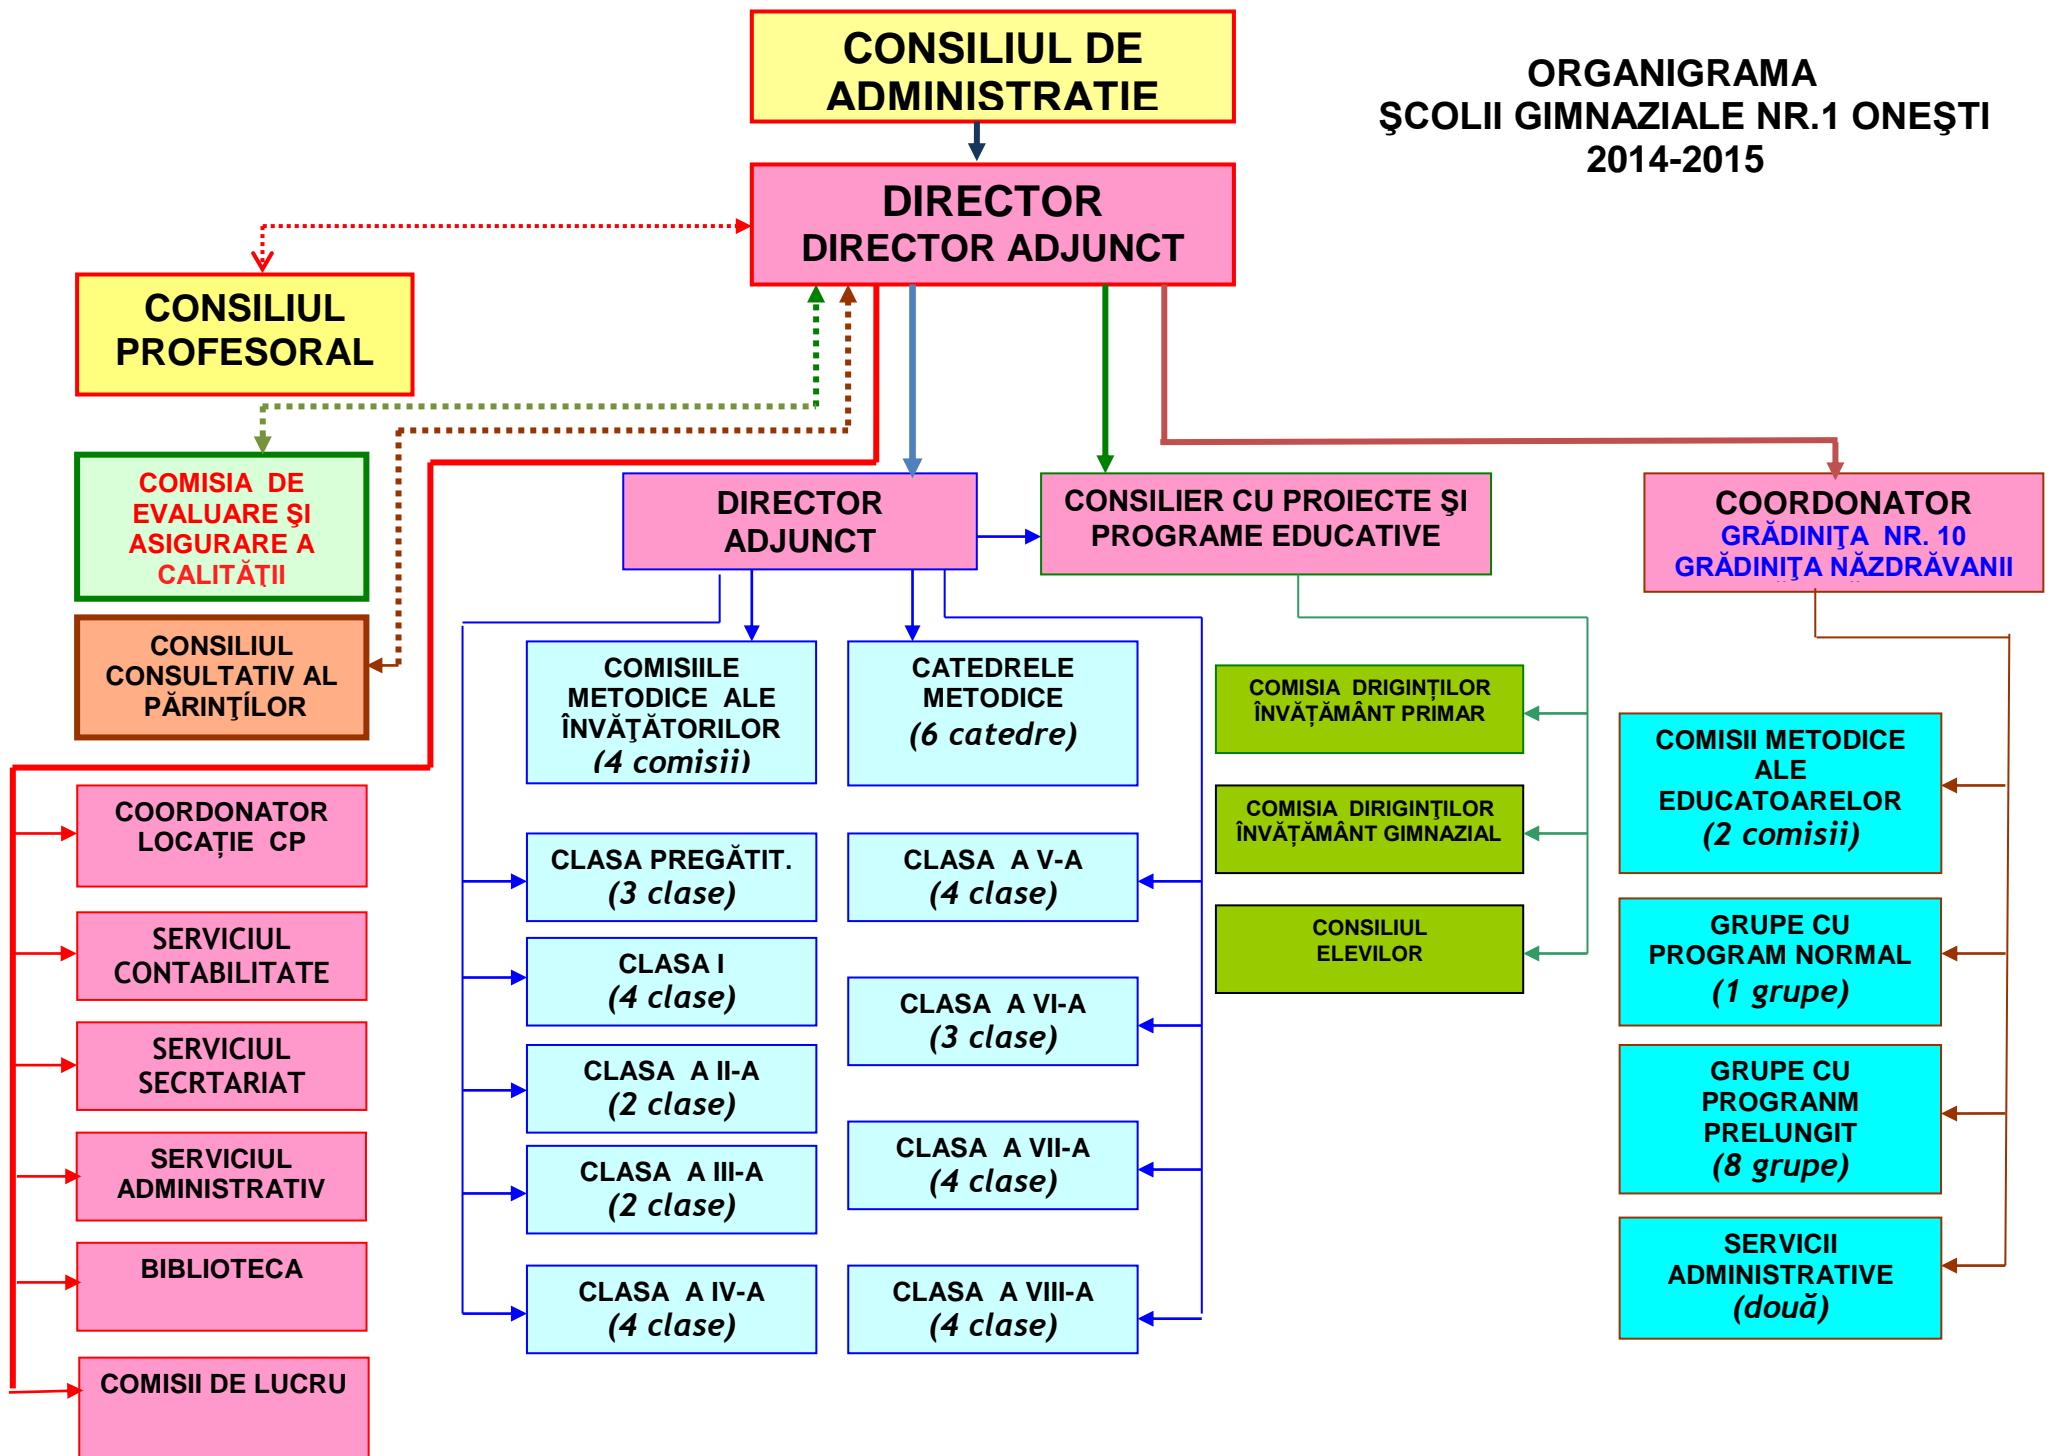 CONSILIUL DE
ADMINISTRATIE
ORGANIGRAMA
ŞCOLII GIMNAZIALE NR.1 ONEŞTI
2014-2015
DIRECTOR
DIRECTOR ADJUNCT
CONSILIUL
PROFESORAL
COMISIA DE
EVALUARE ŞI
ASIGURARE A
CALITĂŢII
CONSILIUL
CONSULTATIV AL
PĂRINŢÍLOR
DIRECTOR
ADJUNCT
CONSILIER CU PROIECTE ŞI
PROGRAME EDUCATIVE
COORDONATOR
GRĂDINIŢA NR. 10
GRĂDINIŢA NĂZDRĂVANII
COORDONATOR
LOCAȚIE CP
SERVICIUL
CONTABILITATE
SERVICIUL
SECRTARIAT
SERVICIUL
ADMINISTRATIV
BIBLIOTECA
COMISII DE LUCRU
COMISIILE
METODICE ALE
ÎNVĂŢĂTORILOR
(4 comisii)
CLASA PREGĂTIT.
(3 clase)
CLASA I
(4 clase)
CLASA A II-A
(2 clase)
CLASA A III-A
(2 clase)
CLASA A IV-A
(4 clase)
CATEDRELE
METODICE
(6 catedre)
CLASA A V-A
(4 clase)
CLASA A VI-A
(3 clase)
CLASA A VII-A
(4 clase)
CLASA A VIII-A
(4 clase)
COMISIA DRIGINȚILOR
ÎNVĂȚĂMÂNT PRIMAR
COMISIA DIRIGINŢILOR
ÎNVĂȚĂMÂNT GIMNAZIAL
CONSILIUL
ELEVILOR
COMISII METODICE
ALE
EDUCATOARELOR
(2 comisii)
GRUPE CU
PROGRAM NORMAL
(1 grupe)
GRUPE CU
PROGRANM
PRELUNGIT
(8 grupe)
SERVICII
ADMINISTRATIVE
(două)